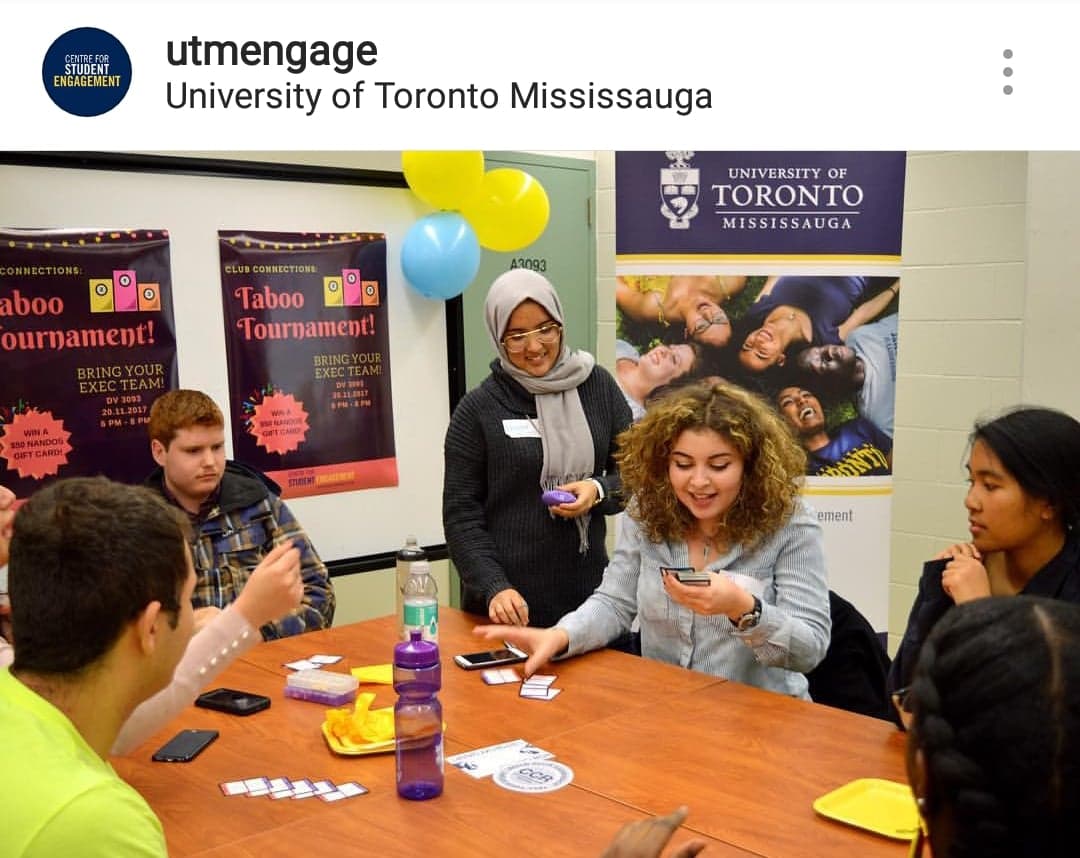 CENTRE FOR
STUDENT
ENGAGEMENT
utmengage
University of Toronto Mississauga
UNIVERSITY OF
TORONTO
MISSISSAUGA
A3093
CONNECTIONS:
aboo
ournament!
BRING YOUR
EXEC TEAM!
DV 3093
20.11.2017
6 PM - 8 PM
WIN A
$50 NANDOS
GIFT CARD!
CLUB CONNECTIONS:
Taboo
Tournament!
BRING YOUR
EXEC TEAM!
DV 3093
20.11.2017
6 PM - 8 PM
WIN A
$50 NANDOS
GIFT CARD!
CENTRE FOR
STUDENT ENGAGEMENT
ORONTO
ement
CCR